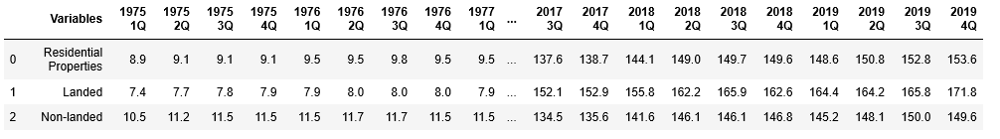 Variables 1975 1Q 1975 2Q 1975 3Q 1975 4Q 1976 1Q 1976 2Q 1976 3Q 1976 4Q 1977 1Q ... 2017 3Q 2017 4Q 2018 1Q 2018 2Q 2018 3Q 2018 4Q 2019 1Q 2019 2Q 2019 3Q 2019 4Q
0 Residential Properties 8.9 9.1 9.1 9.1 9.5 9.5 9.8 9.5 9.5 ... 137.6 138.7 144.1 149.0 149.7 149.6 148.6 150.8 152.8 153.6
1 Landed 7.4 7.7 7.8 7.9 7.9 8.0 8.0 8.0 7.9 ... 152.1 152.9 155.8 162.2 165.9 162.6 164.4 164.2 165.8 171.8
2 Non-landed 10.5 11.2 11.5 11.5 11.5 11.7 11.7 11.5 11.5 ... 134.5 135.6 141.6 146.1 146.1 146.8 145.2 148.1 150.0 149.6